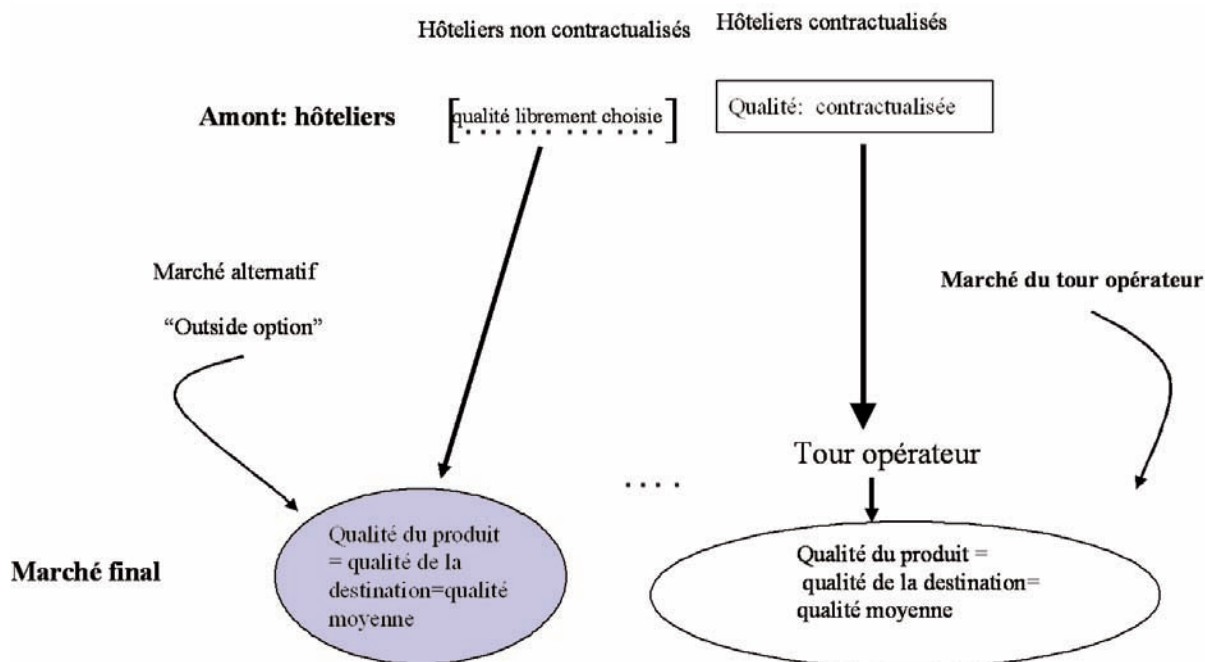 Hôteliers non contractualisés
Hôteliers contractualisés
Amont: hôteliers
[qualité librement choisie]
Qualité: contractualisée
Marché alternatif
“Outside option”
Marché du tour opérateur
Tour opérateur
....
Marché final
Qualité du produit
= qualité de la
destination=qualité
moyenne
Qualité du produit =
qualité de la destination=
qualité moyenne